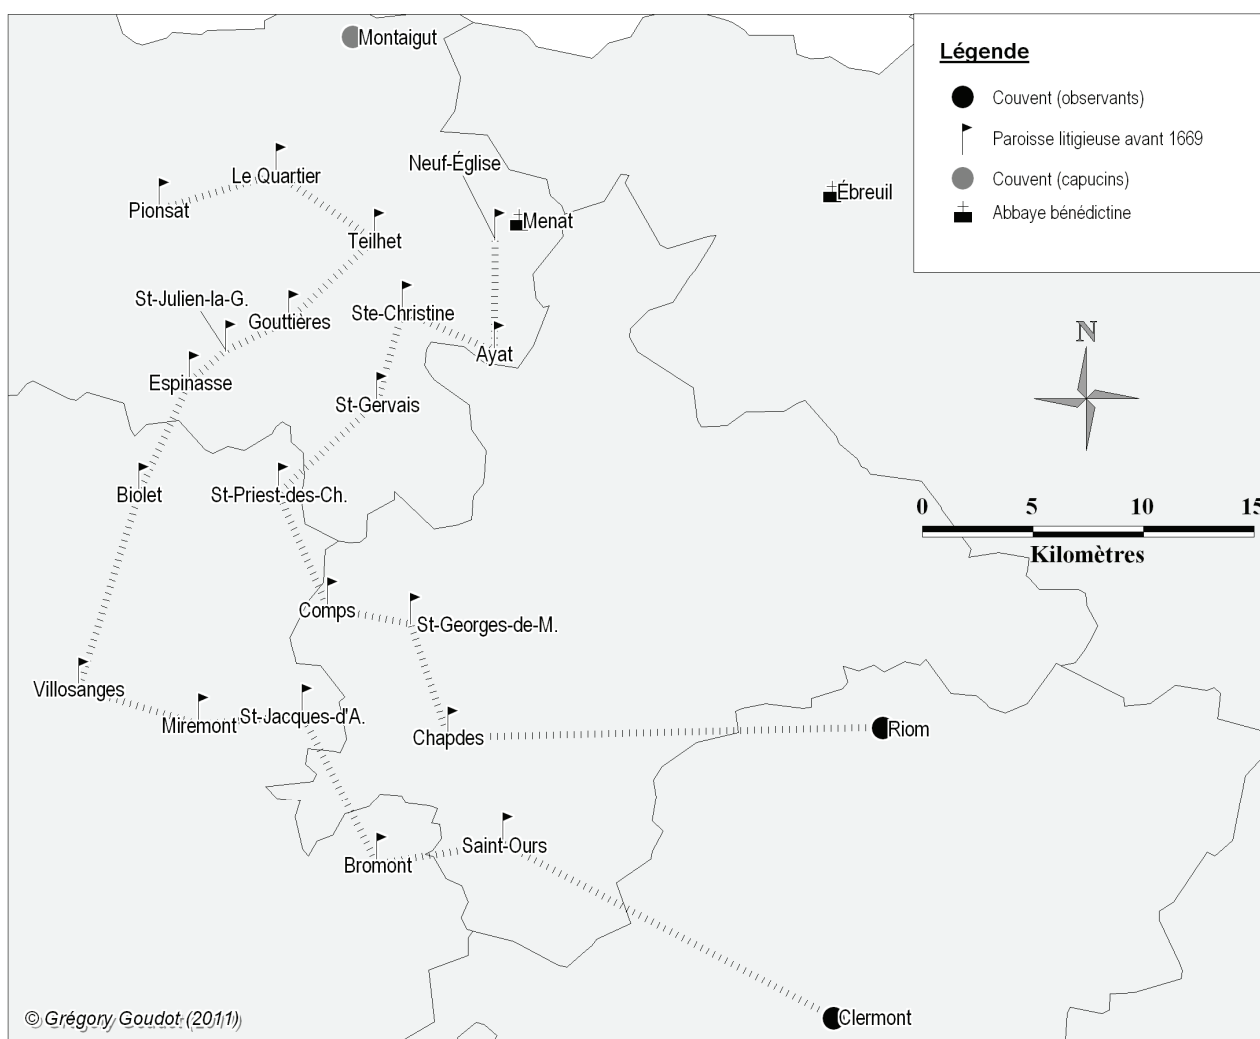 Montaigut
Légende
Couvent (observants)
Paroisse litigieuse avant 1669
Couvent (capucins)
Abbaye bénédictine
Neuf-Église
Le Quartier
Pionsat
Ébreuil
Menat
Teilhet
St-Julien-la-G.
Gouttières
Ste-Christine
Ayat
Espinasse
St-Gervais
N
Biolet
St-Priest-des-Ch.
0 5 10 15
Kilomètres
Comps
St-Georges-de-M.
Villosanges
Miremont
St-Jacques-d'A.
Chapdes
Riom
Saint-Ours
Bromont
Clermont
© Grégory Goudot (2011)